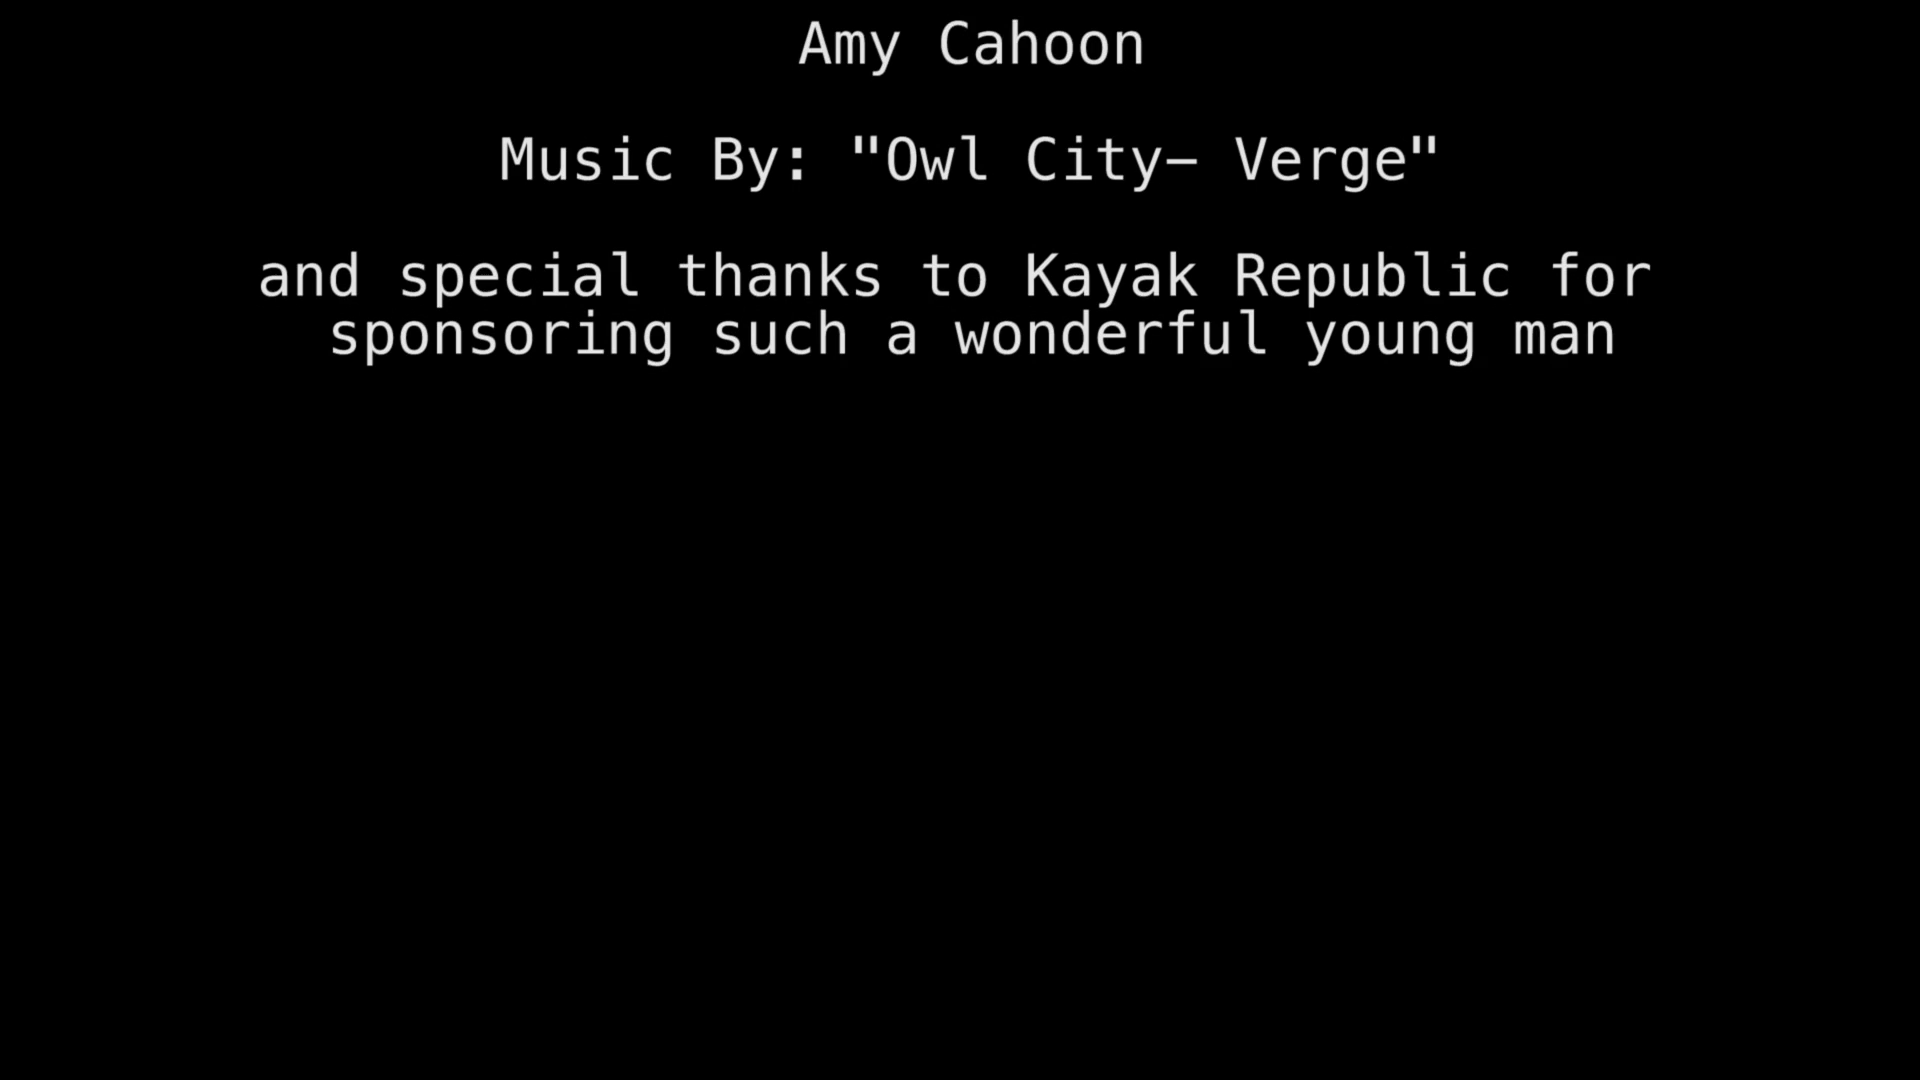 Amy Cahoon
Music By: "Owl City– Verge"
and special thanks to Kayak Republic for
sponsoring such a wonderful young man